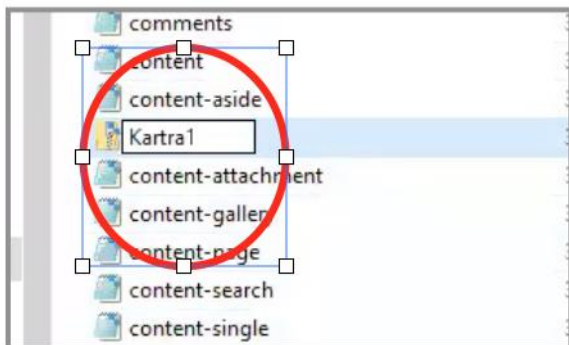 comments
content
content-aside
Kartra1
content-attachment
content-gallery
content-page
content-search
content-single